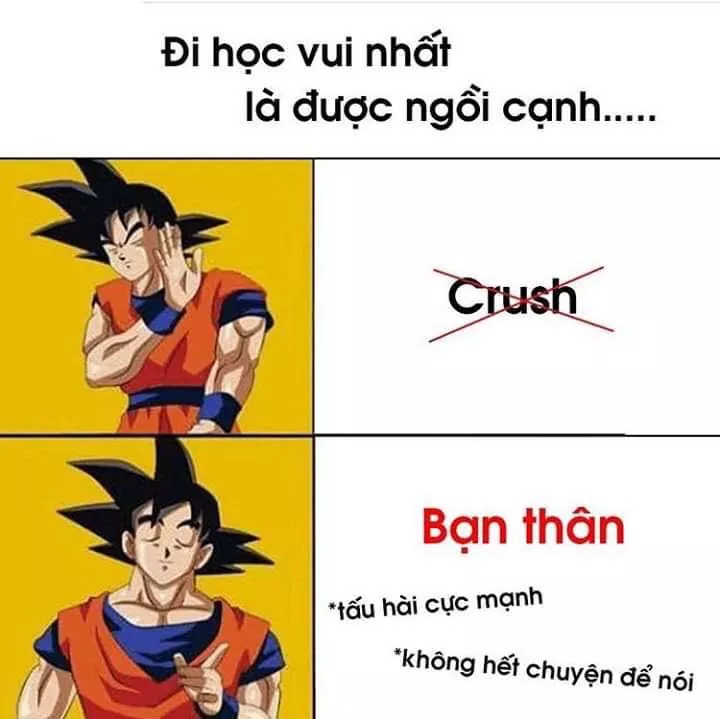 Đi học vui nhất
là được ngồi cạnh.....
Crush
Bạn thân
*tấu hài cực mạnh
*không hết chuyện để nói